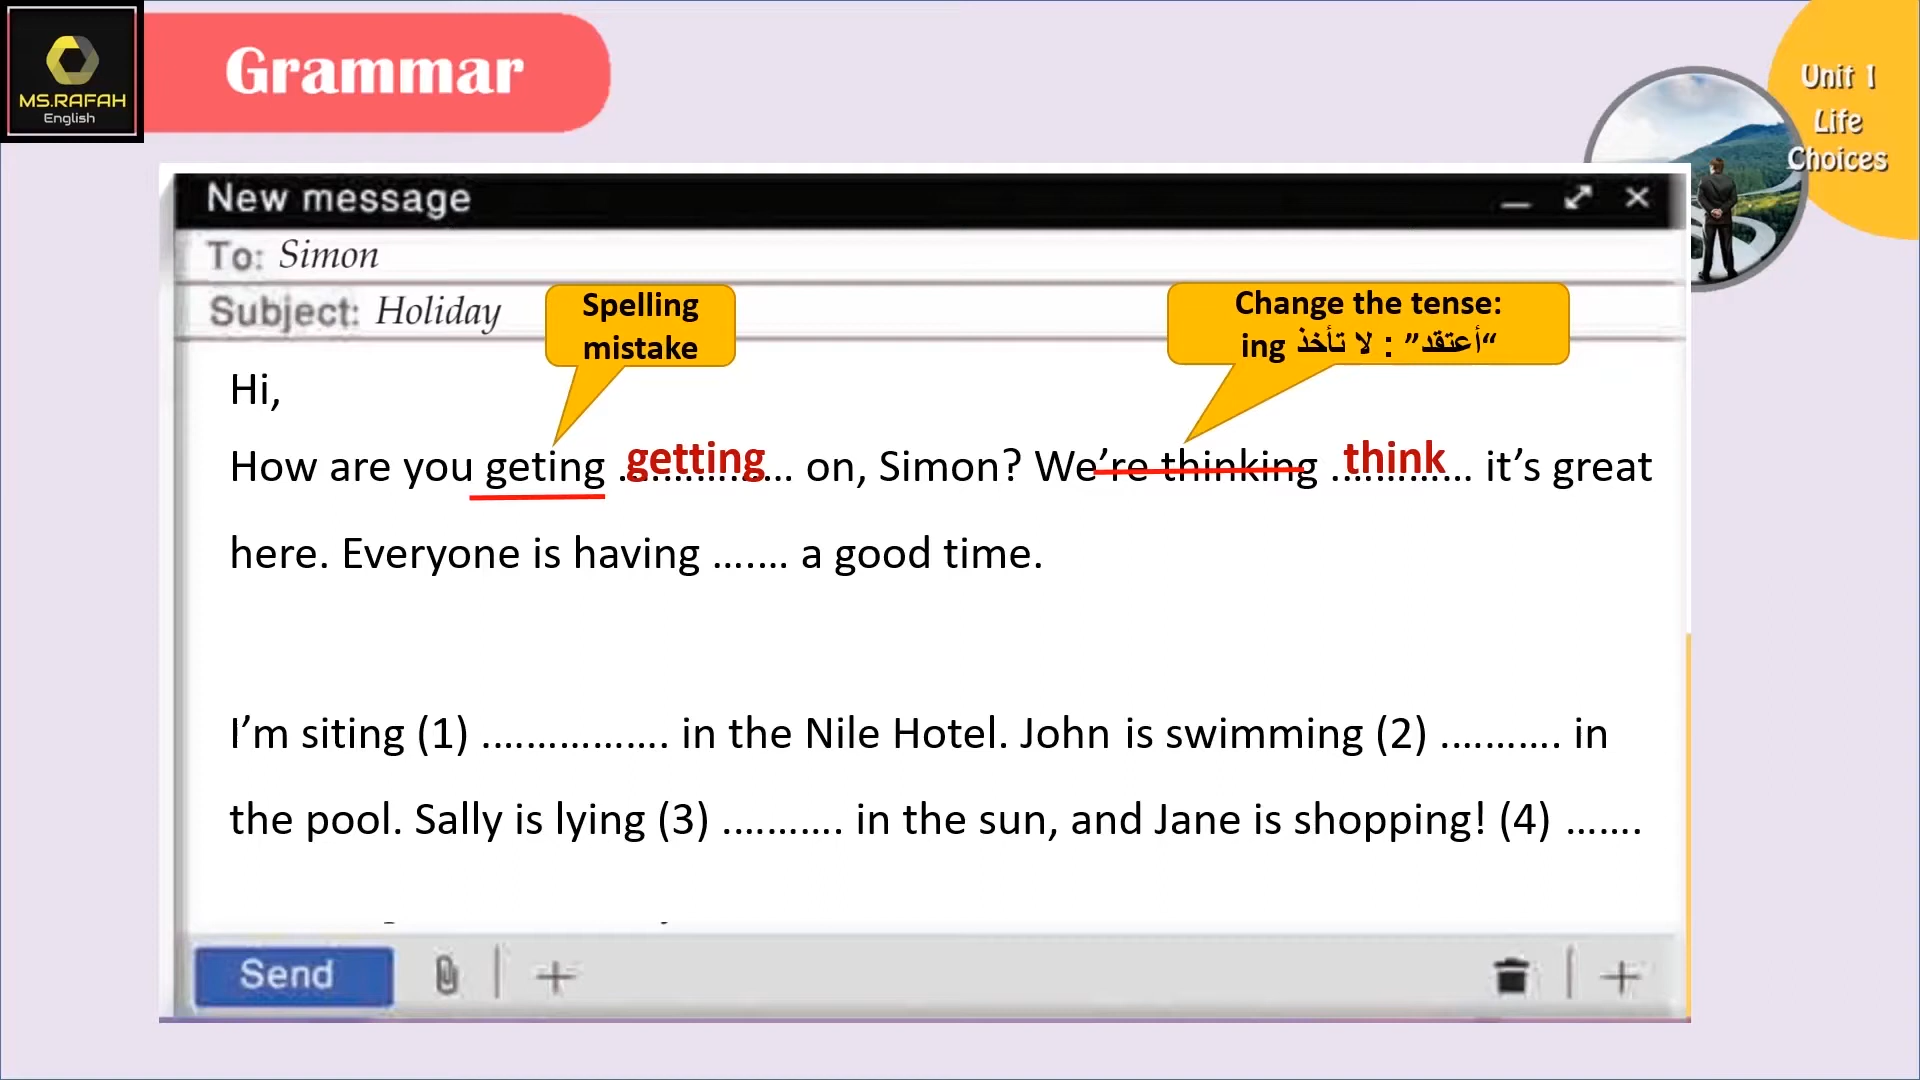 MS.RAFAH
English
Grammar
Unit 1
Life
Choices
New message
To: Simon
Subject: Holiday
Spelling
mistake
Change the tense:
“أعتقد” : لا تأخذ ing
Hi,
How are you geting ................ getting on, Simon? We’re thinking ............. think it’s great
here. Everyone is having ....... a good time.
I’m siting (1) ................. in the Nile Hotel. John is swimming (2) ........... in
the pool. Sally is lying (3) ........... in the sun, and Jane is shopping! (4) .......
Send